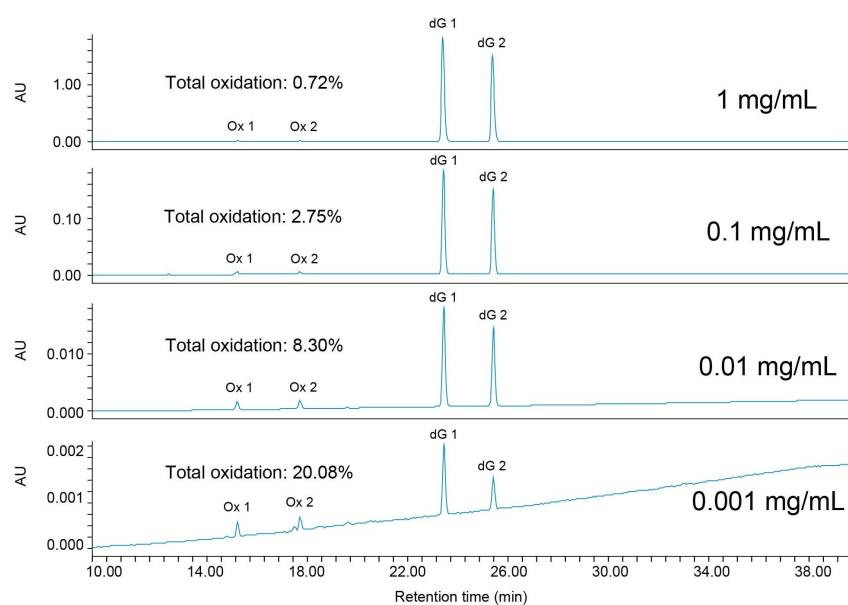 dG 1
dG 2
Total oxidation: 0.72%
1 mg/mL
AU
1.00
0.00
Ox 1
Ox 2
dG 1
dG 2
Total oxidation: 2.75%
0.1 mg/mL
AU
0.10
0.00
Ox 1
Ox 2
dG 1
dG 2
Total oxidation: 8.30%
0.01 mg/mL
AU
0.010
0.000
Ox 1
Ox 2
dG 1
dG 2
Total oxidation: 20.08%
0.001 mg/mL
AU
0.002
0.001
0.000
Ox 1
Ox 2
10.00 14.00 18.00 22.00 26.00 30.00 34.00 38.00
Retention time (min)